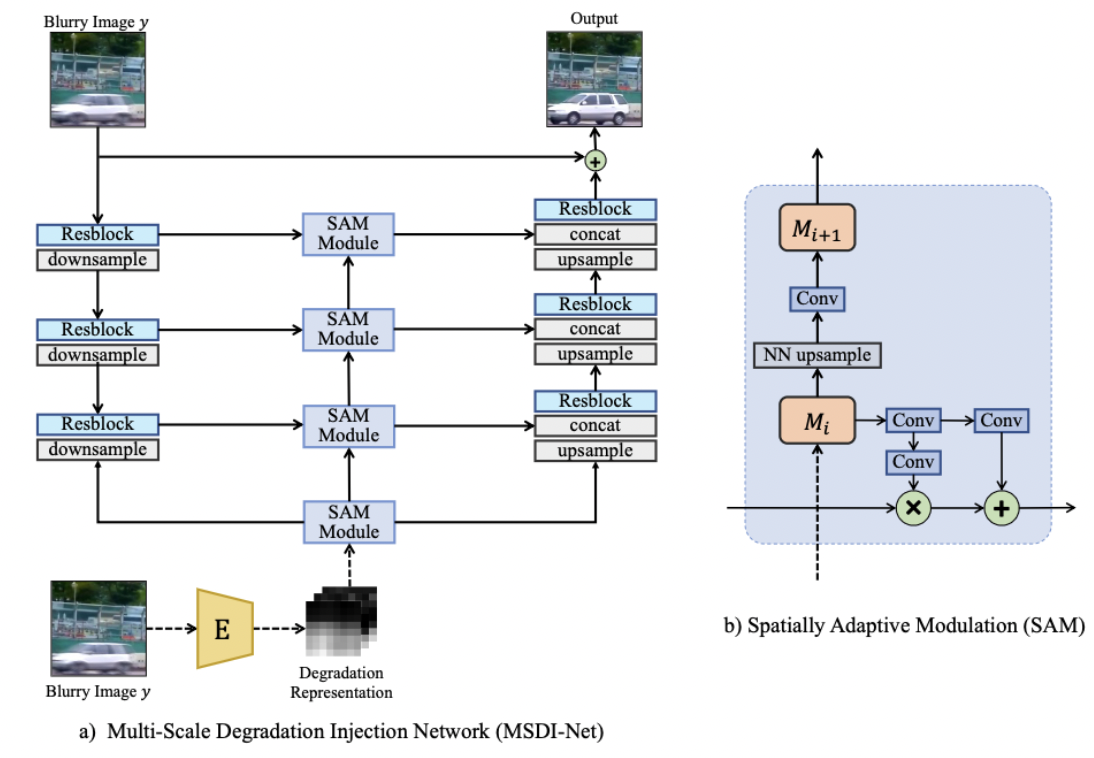 Blurry Image y
Output
+
Resblock
downsample
Resblock
downsample
Resblock
downsample
SAM
Module
SAM
Module
SAM
Module
SAM
Module
Resblock
concat
upsample
Resblock
concat
upsample
Resblock
concat
upsample
Blurry Image y
E
Degradation
Representation
a) Multi-Scale Degradation Injection Network (MSDI-Net)
M_{i+1}
Conv
NN upsample
M_i
Conv
Conv
Conv
×
+
b) Spatially Adaptive Modulation (SAM)